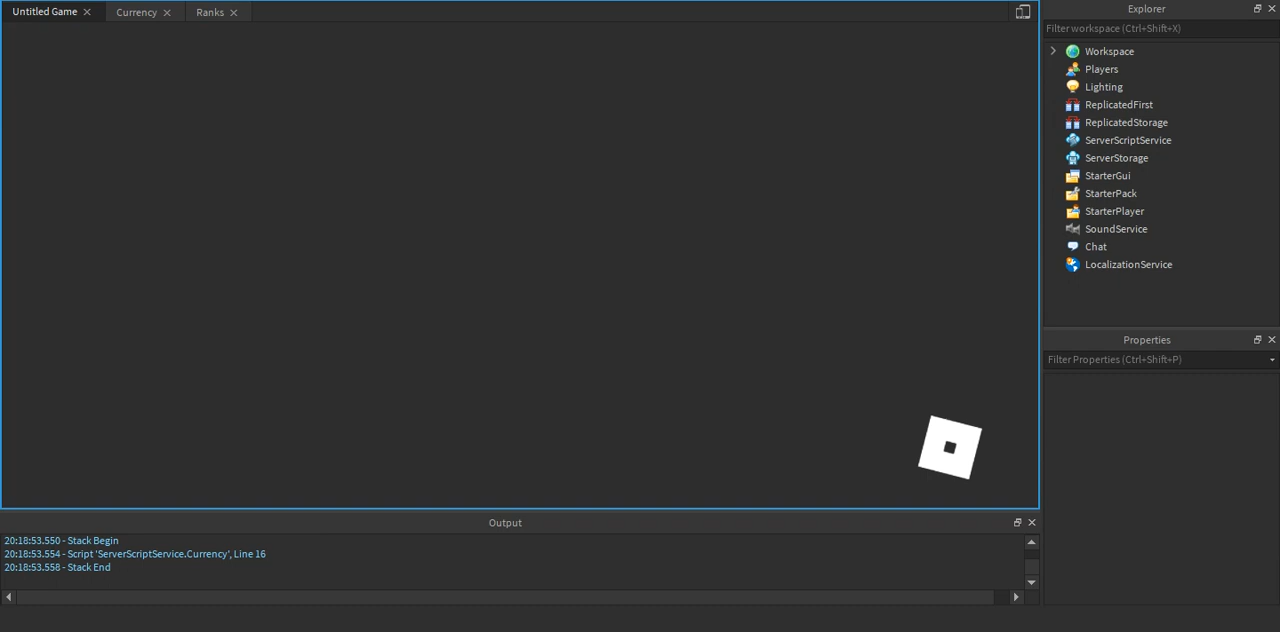 Untitled Game
Currency
Ranks
Explorer
Filter workspace (Ctrl+Shift+X)
Workspace
Players
Lighting
ReplicatedFirst
ReplicatedStorage
ServerScriptService
ServerStorage
StarterGui
StarterPack
StarterPlayer
SoundService
Chat
LocalizationService
Properties
Filter Properties (Ctrl+Shift+P)
Output
20:18:53.550 - Stack Begin
20:18:53.554 - Script 'ServerScriptService.Currency', Line 16
20:18:53.558 - Stack End